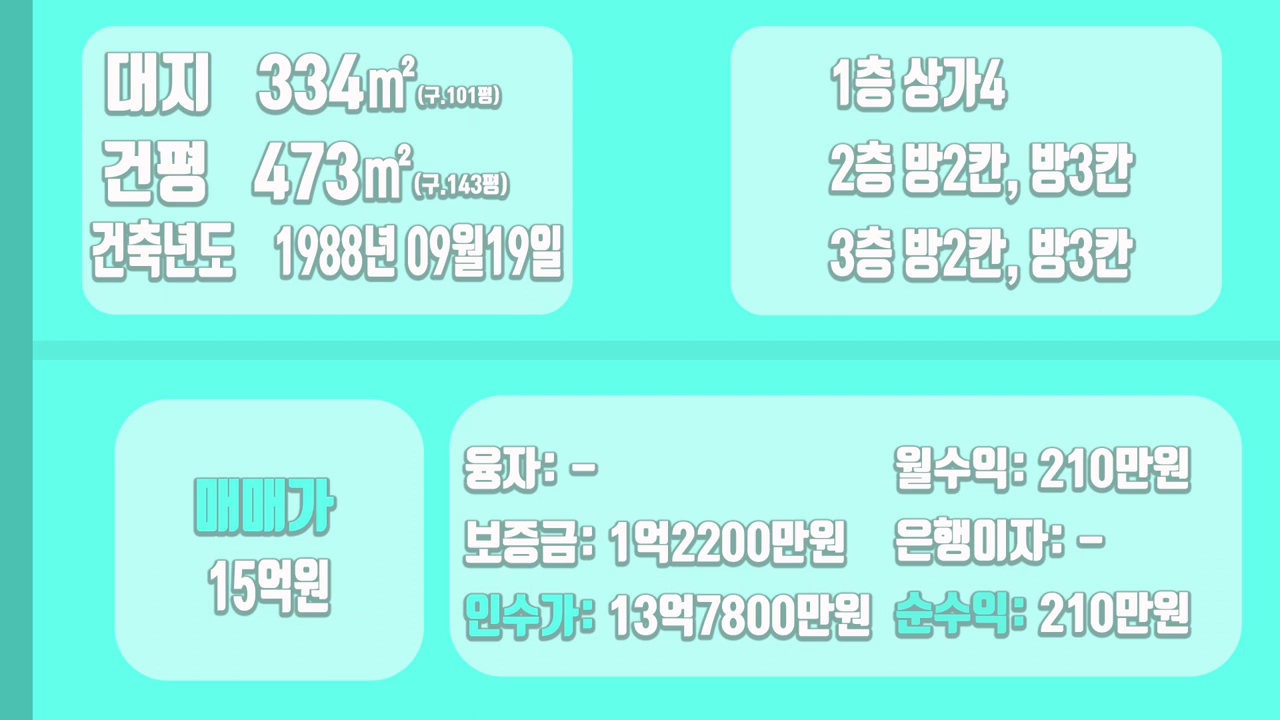 대지 334㎡(구.101평)
건평 473㎡(구.143평)
건축년도 1988년 09월19일
1층 상가4
2층 방2칸, 방3칸
3층 방2칸, 방3칸
매매가
15억원
융자: -
보증금: 1억2200만원
인수가: 13억7800만원
월수익: 210만원
은행이자: -
순수익: 210만원